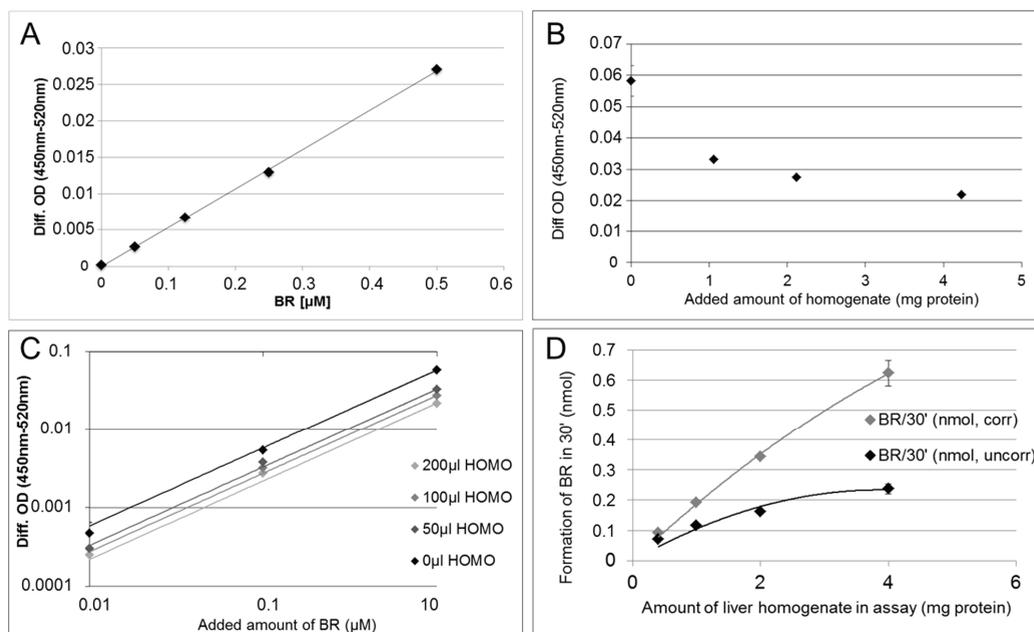 A
0.03
0.025
0.02
0.015
0.01
0.005
0
0
0.1
0.2
0.3
0.4
0.5
0.6
Diff. OD (450nm-520nm)
BR [µM]
B
0.07
0.06
0.05
0.04
0.03
0.02
0.01
0
0
1
2
3
4
5
Diff OD (450nm-520nm)
Added amount of homogenate (mg protein)
C
0.1
0.01
0.001
0.0001
0.01
0.1
10
Diff. OD (450nm-520nm)
Added amount of BR (µM)
200µl HOMO
100µl HOMO
50µl HOMO
0µl HOMO
D
0.7
0.6
0.5
0.4
0.3
0.2
0.1
0
0
2
4
6
Formation of BR in 30' (nmol)
Amount of liver homogenate in assay (mg protein)
BR/30' (nmol, corr)
BR/30' (nmol, uncorr)